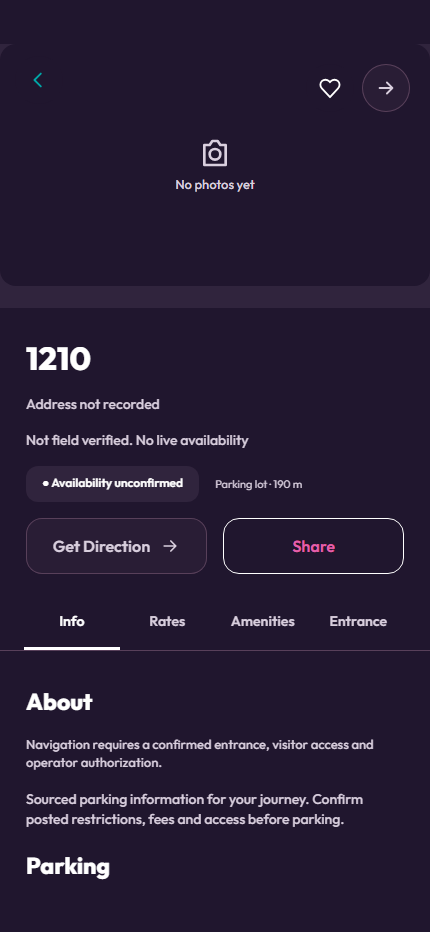 No photos yet
1210
Address not recorded
Not field verified. No live availability
● Availability unconfirmed
Parking lot · 190 m
Get Direction →
Share
Info
Rates
Amenities
Entrance
About
Navigation requires a confirmed entrance, visitor access and
operator authorization.
Sourced parking information for your journey. Confirm
posted restrictions, fees and access before parking.
Parking